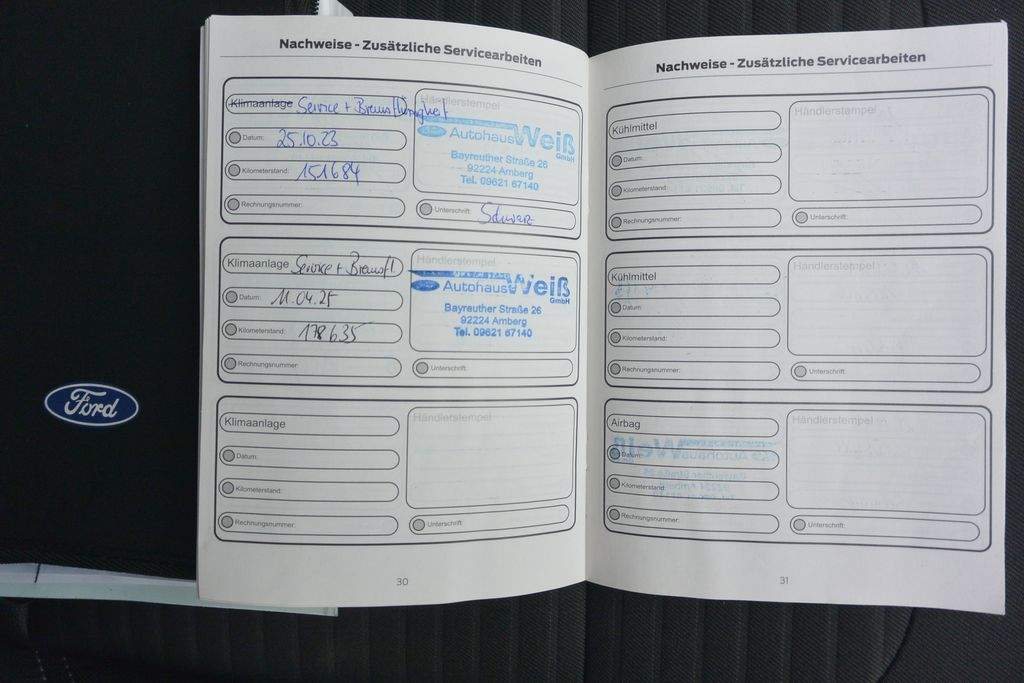 Nachweise - Zusätzliche Servicearbeiten
Klimaanlage Service + Bremsflüssigkeit
Händlerstempel
Datum: 25.10.23
Autohaus Weiß GmbH
Kilometerstand: 151684
Bayreuther Straße 26
92224 Amberg
Tel. 09621 67140
Rechnungsnummer:
Unterschrift: Schwarz
Klimaanlage Service + Bremsfl.
Händlerstempel
Datum: 11.04.25
Autohaus Weiß GmbH
Kilometerstand: 178635
Bayreuther Straße 26
92224 Amberg
Tel. 09621 67140
Rechnungsnummer:
Unterschrift:
Klimaanlage
Händlerstempel
Datum:
Kilometerstand:
Rechnungsnummer:
Unterschrift:
30
Nachweise - Zusätzliche Servicearbeiten
Kühlmittel
Händlerstempel
Datum:
Kilometerstand:
Rechnungsnummer:
Unterschrift:
Kühlmittel
Händlerstempel
Datum:
Kilometerstand:
Rechnungsnummer:
Unterschrift:
Airbag
Händlerstempel
Datum:
Kilometerstand:
Rechnungsnummer:
Unterschrift:
31
Ford